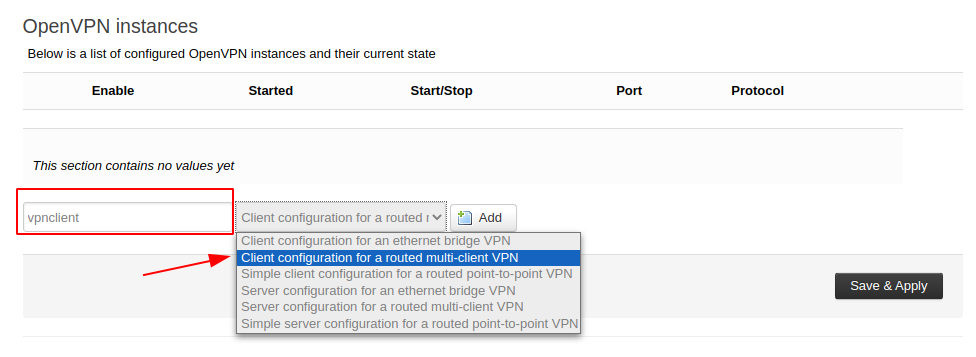 OpenVPN instances
Below is a list of configured OpenVPN instances and their current state
Enable Started Start/Stop Port Protocol
This section contains no values yet
vpnclient Client configuration for a routed r Add
Client configuration for an ethernet bridge VPN
Client configuration for a routed multi-client VPN
Simple client configuration for a routed point-to-point VPN
Server configuration for an ethernet bridge VPN
Server configuration for a routed multi-client VPN
Simple server configuration for a routed point-to-point VPN
Save & Apply